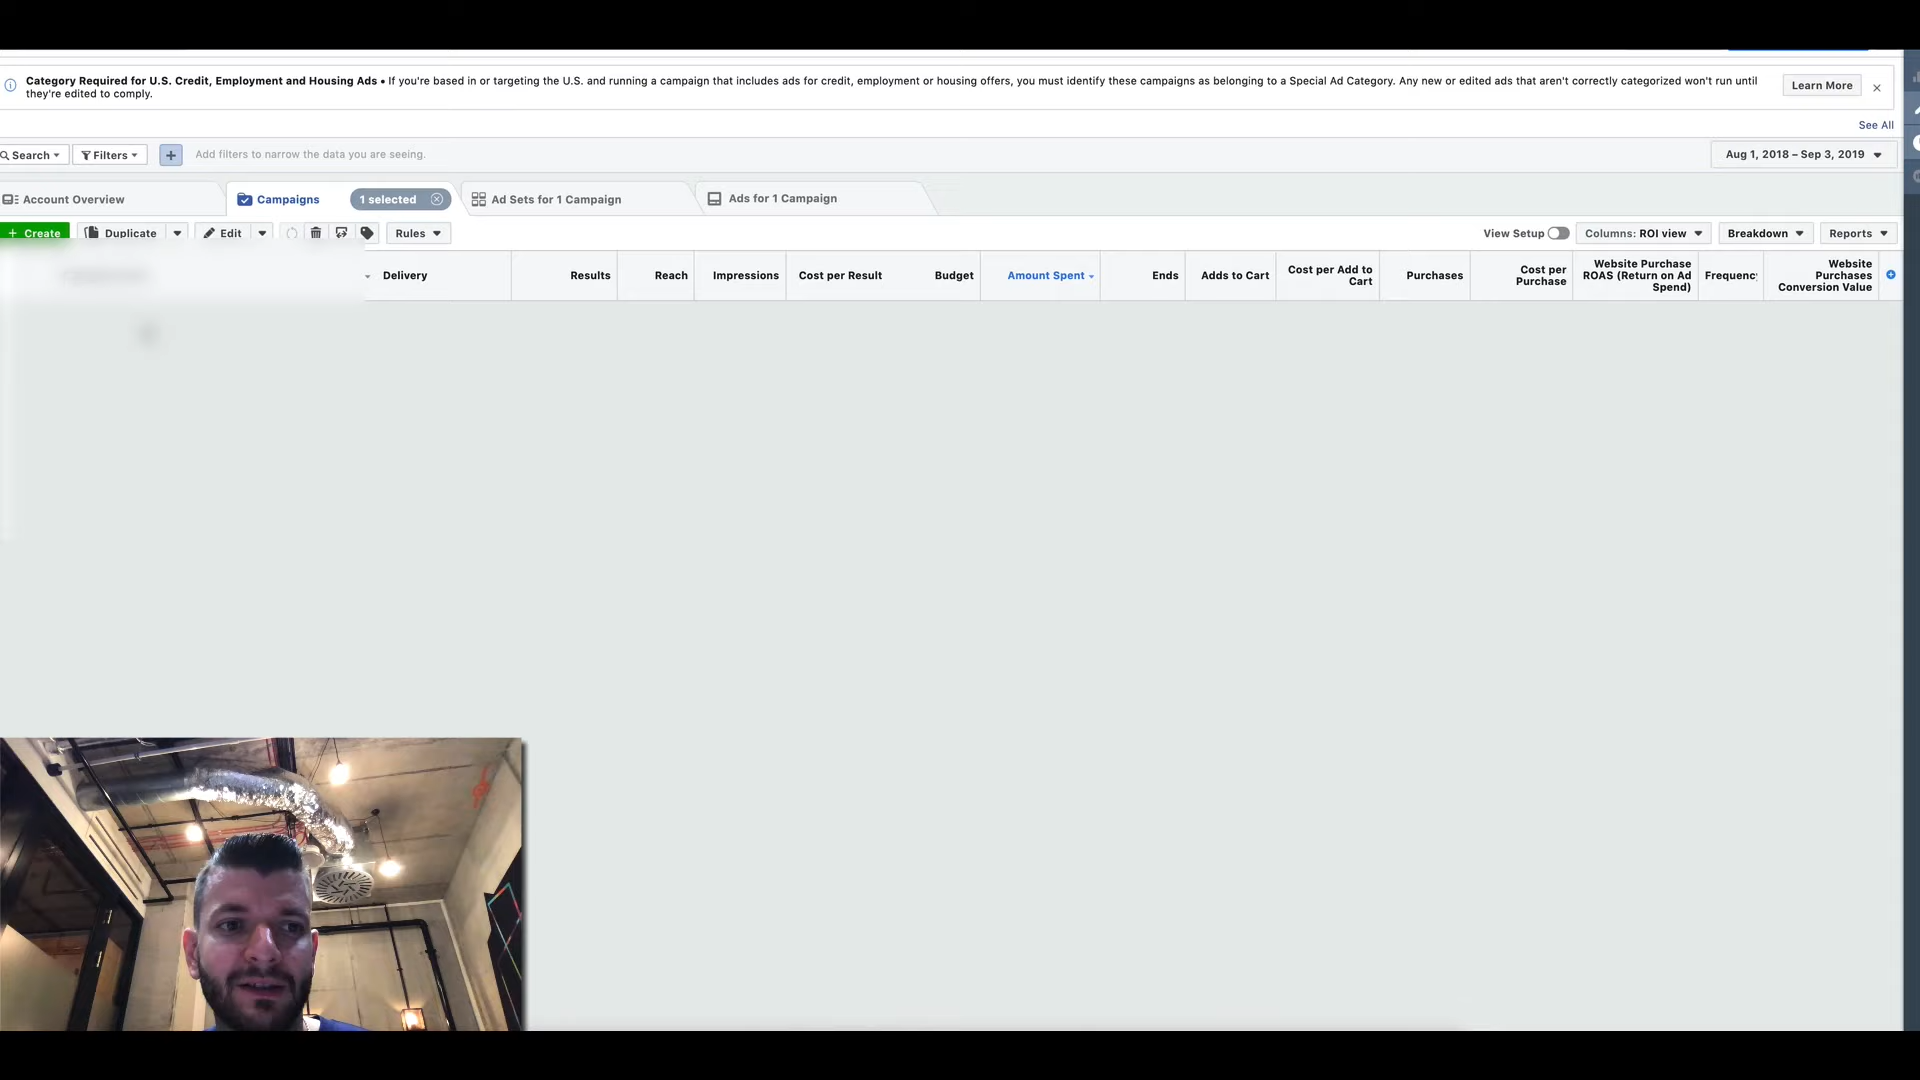 Category Required for U.S. Credit, Employment and Housing Ads • If you're based in or targeting the U.S. and running a campaign that includes ads for credit, employment or housing offers, you must identify these campaigns as belonging to a Special Ad Category. Any new or edited ads that aren't correctly categorized won't run until
they're edited to comply.
Learn More
See All
Search
Filters
Add filters to narrow the data you are seeing.
Aug 1, 2018 – Sep 3, 2019
Account Overview
Campaigns
1 selected
Ad Sets for 1 Campaign
Ads for 1 Campaign
+ Create
Duplicate
Edit
Rules
View Setup
Columns: ROI view
Breakdown
Reports
Delivery
Results
Reach
Impressions
Cost per Result
Budget
Amount Spent
Ends
Adds to Cart
Cost per Add to
Cart
Purchases
Cost per
Purchase
Website Purchase
ROAS (Return on Ad
Spend)
Frequency
Website
Purchases
Conversion Value